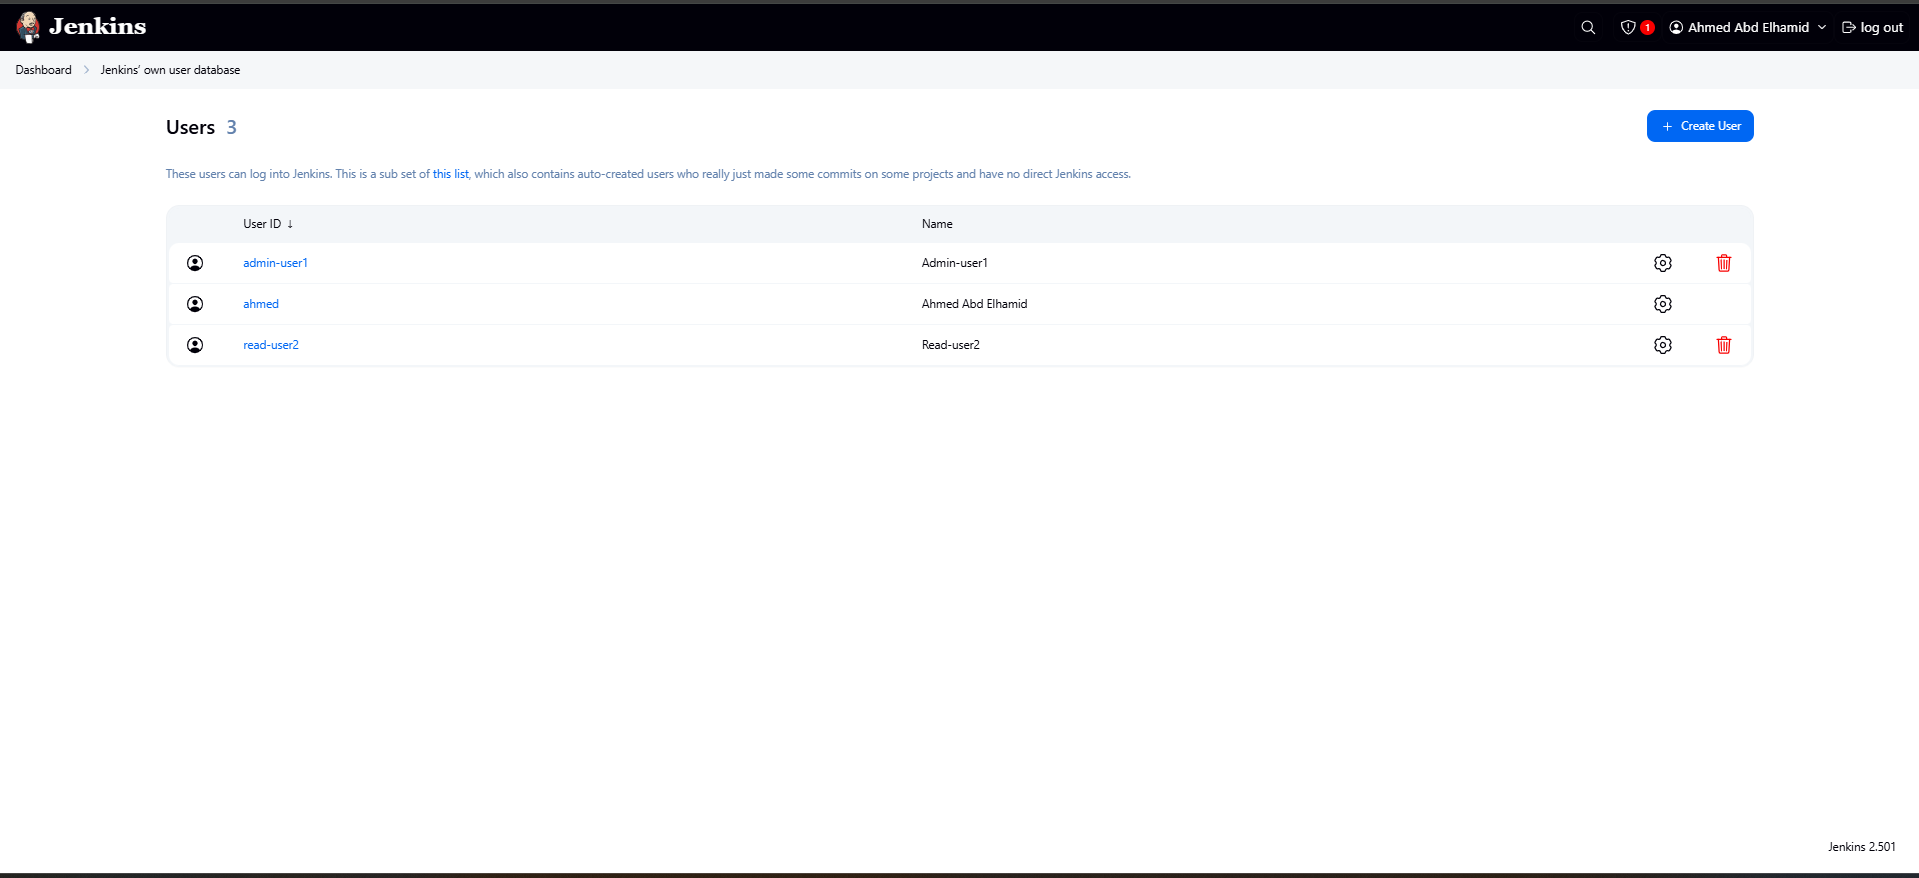 Jenkins
1
Ahmed Abd Elhamid
log out
Dashboard
Jenkins’ own user database
Users 3
+ Create User
These users can log into Jenkins. This is a sub set of this list, which also contains auto-created users who really just made some commits on some projects and have no direct Jenkins access.
User ID ↓ Name
admin-user1 Admin-user1
ahmed Ahmed Abd Elhamid
read-user2 Read-user2
Jenkins 2.501